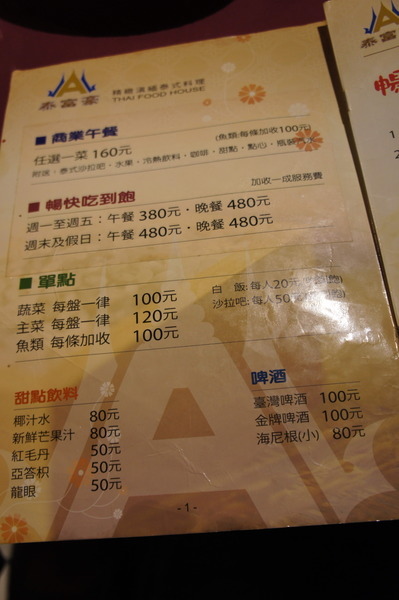 泰富豪
精緻滇緬泰式料理
THAI FOOD HOUSE
■ 商業午餐
(魚類:每條加收100元)
任選一菜 160元
附送、泰式沙拉吧、水果、冷熱飲料、咖啡、甜點、點心、瓶裝
加收一成服務費
■ 暢快吃到飽
週一至週五：午餐 380元・晚餐 480元
週末及假日：午餐 480元・晚餐 480元
■ 單點
蔬菜 每盤一律 100元
主菜 每盤一律 120元
魚類 每條加收 100元
白 飯:每人20元
沙拉吧:每人50
甜點飲料
椰汁水 80元
新鮮芒果汁 80元
紅毛丹 50元
亞答枳 50元
龍眼 50元
啤酒
臺灣啤酒 100元
金牌啤酒 100元
海尼根(小) 80元
- 1 -
泰富
暢
1
2